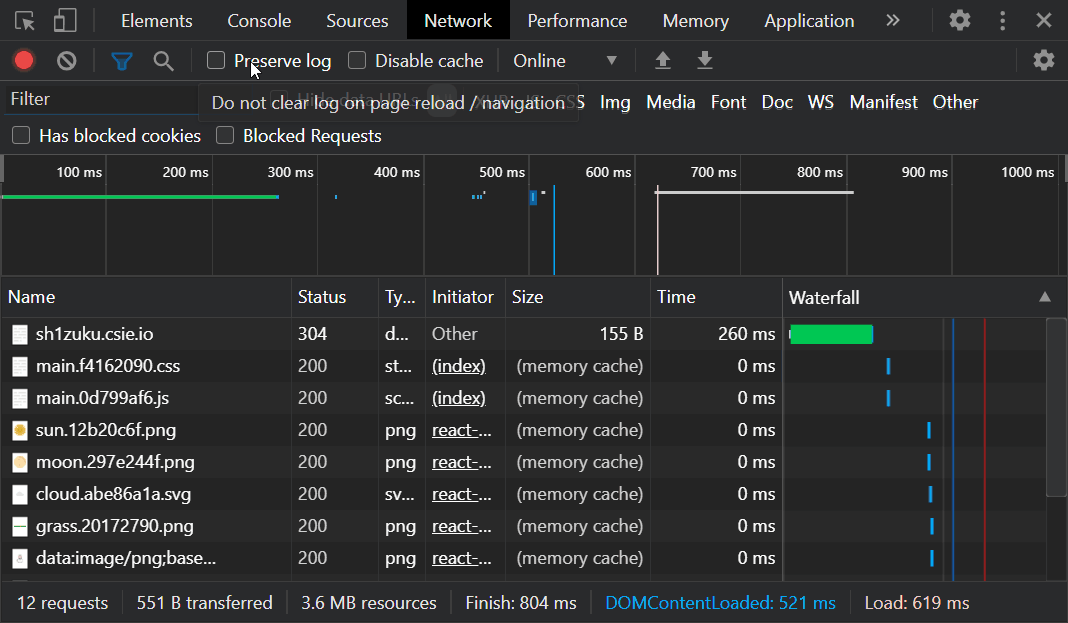 Elements Console Sources Network Performance Memory Application »
Preserve log Disable cache Online
Filter Do not clear log on page reload / navigation S Img Media Font Doc WS Manifest Other
Has blocked cookies Blocked Requests
100 ms 200 ms 300 ms 400 ms 500 ms 600 ms 700 ms 800 ms 900 ms 1000 ms
Name Status Ty... Initiator Size Time Waterfall
sh1zuku.csie.io 304 d... Other 155 B 260 ms
main.f4162090.css 200 st... (index) (memory cache) 0 ms
main.0d799af6.js 200 sc... (index) (memory cache) 0 ms
sun.12b20c6f.png 200 png react-... (memory cache) 0 ms
moon.297e244f.png 200 png react-... (memory cache) 0 ms
cloud.abe86a1a.svg 200 sv... react-... (memory cache) 0 ms
grass.20172790.png 200 png react-... (memory cache) 0 ms
data:image/png;base... 200 png react-... (memory cache) 0 ms
12 requests 551 B transferred 3.6 MB resources Finish: 804 ms DOMContentLoaded: 521 ms Load: 619 ms